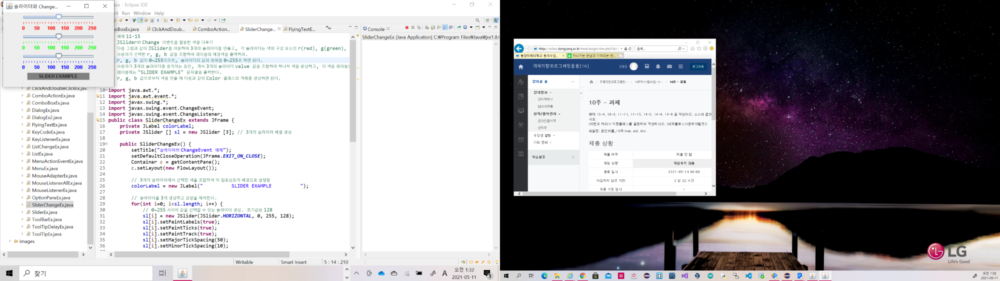 슬라이더와 Change...
0 50 100 150 200 250
0 50 100 150 200 250
0 50 100 150 200 250
SLIDER EXAMPLE
ClickAndDoubleClickEx.java
ComboActionEx.java
ComboBoxEx.java
DialogEx.java
DialogEx2.java
FlyingTextEx.java
KeyCodeEx.java
KeyListenerEx.java
ListChangeEx.java
ListEx.java
MenuActionEventEx.java
MenuEx.java
MouseAdapterEx.java
MouseListenerAllEx.java
MouseListenerEx.java
OptionPaneEx.java
SliderChangeEx.java
SliderEx.java
ToolBarEx.java
ToolTipDelayEx.java
ToolTipEx.java
images
ava - Eclipse IDE
ct Run Window Help
boBoxEx.java ClickAndDoub... ComboAction... SliderChange... FlyingTextE...
예제 11-15
JSlider와 Change 이벤트를 활용한 색깔 다루기
다음 그림과 같이 JSlider를 이용하여 3개의 슬라이더를 만들고, 각 슬라이더는 색의 구성 요소인 r(red), g(green),
사용자가 선택한 r, g, b 값을 조합하여 레이블의 배경색을 출력하라.
r, g, b 값이 0~255이므로, 슬라이더의 값의 범위를 0~255로 하면 된다.
사용자가 3개의 슬라이더를 움직이는 동안, 계속 3개의 슬라이더 value 값을 조합하여 하나씩 색을 완성하고, 이 색을 레이블의
레이블에는 "SLIDER EXAMPLE" 문자열을 출력한다.
r, g, b 값으로부터 색을 만들 때 다음과 같이 Color 클래스의 객체를 생성하면 된다.
10 import java.awt.*;
11 import java.awt.event.*;
12 import javax.swing.*;
13 import javax.swing.event.ChangeEvent;
14 import javax.swing.event.ChangeListener;
15 public class SliderChangeEx extends JFrame {
16 private JLabel colorLabel;
17 private JSlider [] sl = new JSlider [3]; // 3개의 슬라이더 배열 생성
18
19 public SliderChangeEx() {
20 setTitle("슬라이더와 ChangeEvent 예제");
21 setDefaultCloseOperation(JFrame.EXIT_ON_CLOSE);
22 Container c = getContentPane();
23 c.setLayout(new FlowLayout());
24
25 // 3개의 슬라이더에서 선택한 색을 조합하여 이 컴포넌트의 배경으로 설정함
26 colorLabel = new JLabel(" SLIDER EXAMPLE ");
27
28 // 슬라이더를 3개 생성하고 모양을 제어한다.
29 for(int i=0; i<sl.length; i++) {
30 // 0~255 사이의 값을 선택할 수 있는 슬라이더 생성. 초기값은 128
31 sl[i] = new JSlider(JSlider.HORIZONTAL, 0, 255, 128);
32 sl[i].setPaintLabels(true);
33 sl[i].setPaintTicks(true);
34 sl[i].setPaintTrack(true);
35 sl[i].setMajorTickSpacing(50);
36 sl[i].setMinorTickSpacing(10);
Console
SliderChangeEx [Java Application] C:₩Program Files₩Java₩jre1.8.0
Writable Smart Insert 5 : 14 : 210
찾기
A
오전 1:32
2021-05-11
3
https://eclass.dongyang.ac.kr/mod/assign/view.php?id=1
검색...
동양미래대학교 원격수업... 지나가는 만남과 기억되는 만...
객체지향프로그래밍응용[YA]
로그아웃
강의실 홈
강의정보
- 강의계획서
- 참여자목록
성적/출석관리
- 온라인출석부
- 성적부
수강생 알림
기타 관리
학습활동
객체지향프로그래밍... 10주차-[5월07일~5... 10주 - 과제
10주 - 과제
예제 10-4, 10-6, 11-11, 11-15, 14-2, 14-4, 14-8 을 작성하고, 소스와 결과
시오.
(이벤트 처리시 익명클래스를 활용하여 작성하시오. (내부클래스사용하지말것))
파일명: 본인이름_10주.hwp, ppt, doc
제출 상황
제출 여부 제출 안 함
채점 상황 채점되지 않음
종료 일시 2021-05-14 00:00
마감까지 남은 기한 2 일 22 시간
최종 수정 일시 -
LG
Life's Good
오전 1:32
2021-05-11